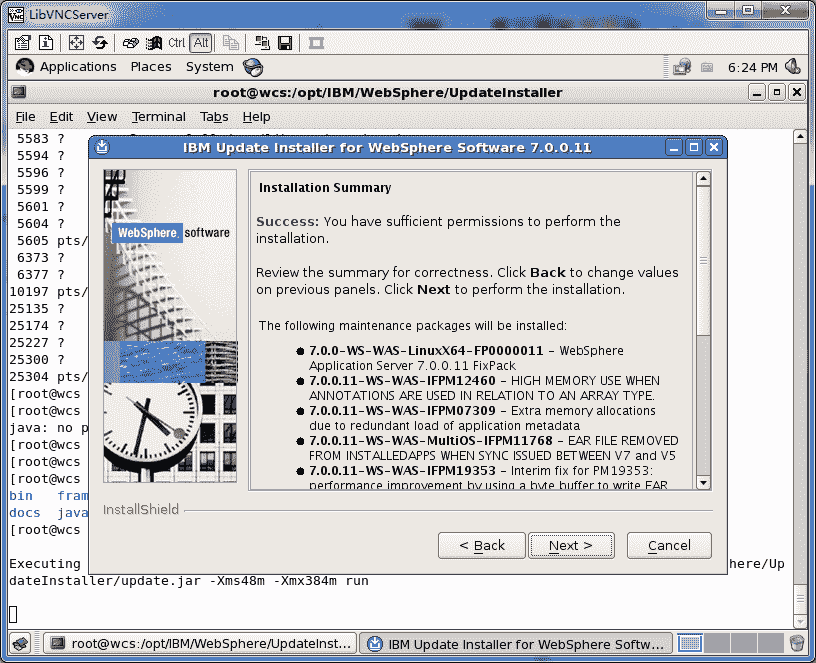 LibVNCServer
Ctrl Alt
Applications Places System
6:24 PM
root@wcs:/opt/IBM/WebSphere/UpdateInstaller
File Edit View Terminal Tabs Help
5583 ?
5594 ?
5596 ?
5599 ?
5601 ?
5604 ?
5605 pts/
6373 ?
6377 ?
10197 pts/
25135 ?
25174 ?
25227 ?
25300 ?
25304 pts/
[root@wcs
[root@wcs
java: no p
[root@wcs
[root@wcs
[root@wcs
bin fram
docs java
[root@wcs
IBM Update Installer for WebSphere Software 7.0.0.11
WebSphere. software
Installation Summary
Success: You have sufficient permissions to perform the
installation.
Review the summary for correctness. Click Back to change values
on previous panels. Click Next to perform the installation.
The following maintenance packages will be installed:
● 7.0.0-WS-WAS-LinuxX64-FP0000011 - WebSphere
Application Server 7.0.0.11 FixPack
● 7.0.0.11-WS-WAS-IFPM12460 - HIGH MEMORY USE WHEN
ANNOTATIONS ARE USED IN RELATION TO AN ARRAY TYPE.
● 7.0.0.11-WS-WAS-IFPM07309 - Extra memory allocations
due to redundant load of application metadata
● 7.0.0.11-WS-WAS-MultiOS-IFPM11768 - EAR FILE REMOVED
FROM INSTALLEDAPPS WHEN SYNC ISSUED BETWEEN V7 and V5
● 7.0.0.11-WS-WAS-IFPM19353 - Interim fix for PM19353:
performance improvement by using a byte buffer to write EAR
InstallShield
< Back Next > Cancel
Executing
here/Up
dateInstaller/update.jar -Xms48m -Xmx384m run
root@wcs:/opt/IBM/WebSphere/UpdateInst...
IBM Update Installer for WebSphere Softw...